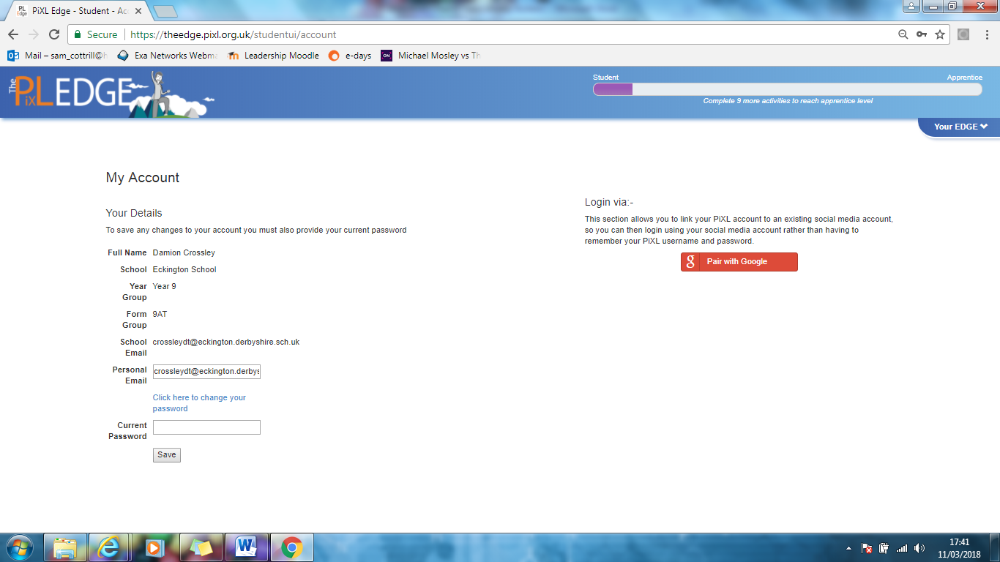 PL
Edge
PiXL Edge - Student - Acc
Secure
https://theedge.pixl.org.uk/studentui/account
Mail – sam_cottrill@h
Exa Networks Webma
Leadership Moodle
e-days
ON
Michael Mosley vs Th
The PiXL EDGE
Student
Apprentice
Complete 9 more activities to reach apprentice level
Your EDGE
My Account
Your Details
To save any changes to your account you must also provide your current password
Full Name Damion Crossley
School Eckington School
Year Year 9
Group
Form 9AT
Group
School crossleydt@eckington.derbyshire.sch.uk
Email
Personal crossleydt@eckington.derbys
Email
Click here to change your
password
Current
Password
Save
Login via:-
This section allows you to link your PiXL account to an existing social media account,
so you can then login using your social media account rather than having to
remember your PiXL username and password.
g Pair with Google
17:41
11/03/2018